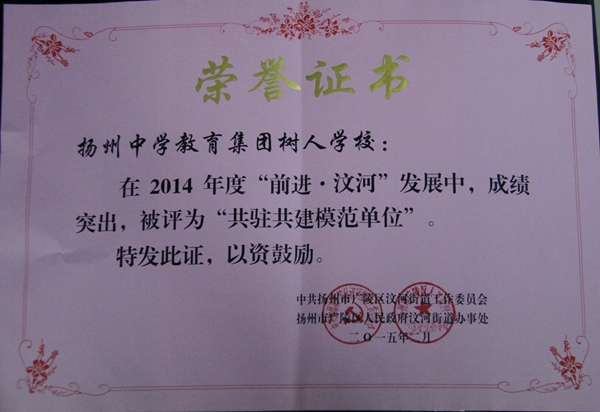 荣誉证书
扬州中学教育集团树人学校：
在 2014 年度“前进·汶河”发展中，成绩
突出，被评为“共驻共建模范单位”。
特发此证，以资鼓励。
中共扬州市广陵区汶河街道工作委员会
扬州市广陵区人民政府汶河街道办事处
二〇一五年二月